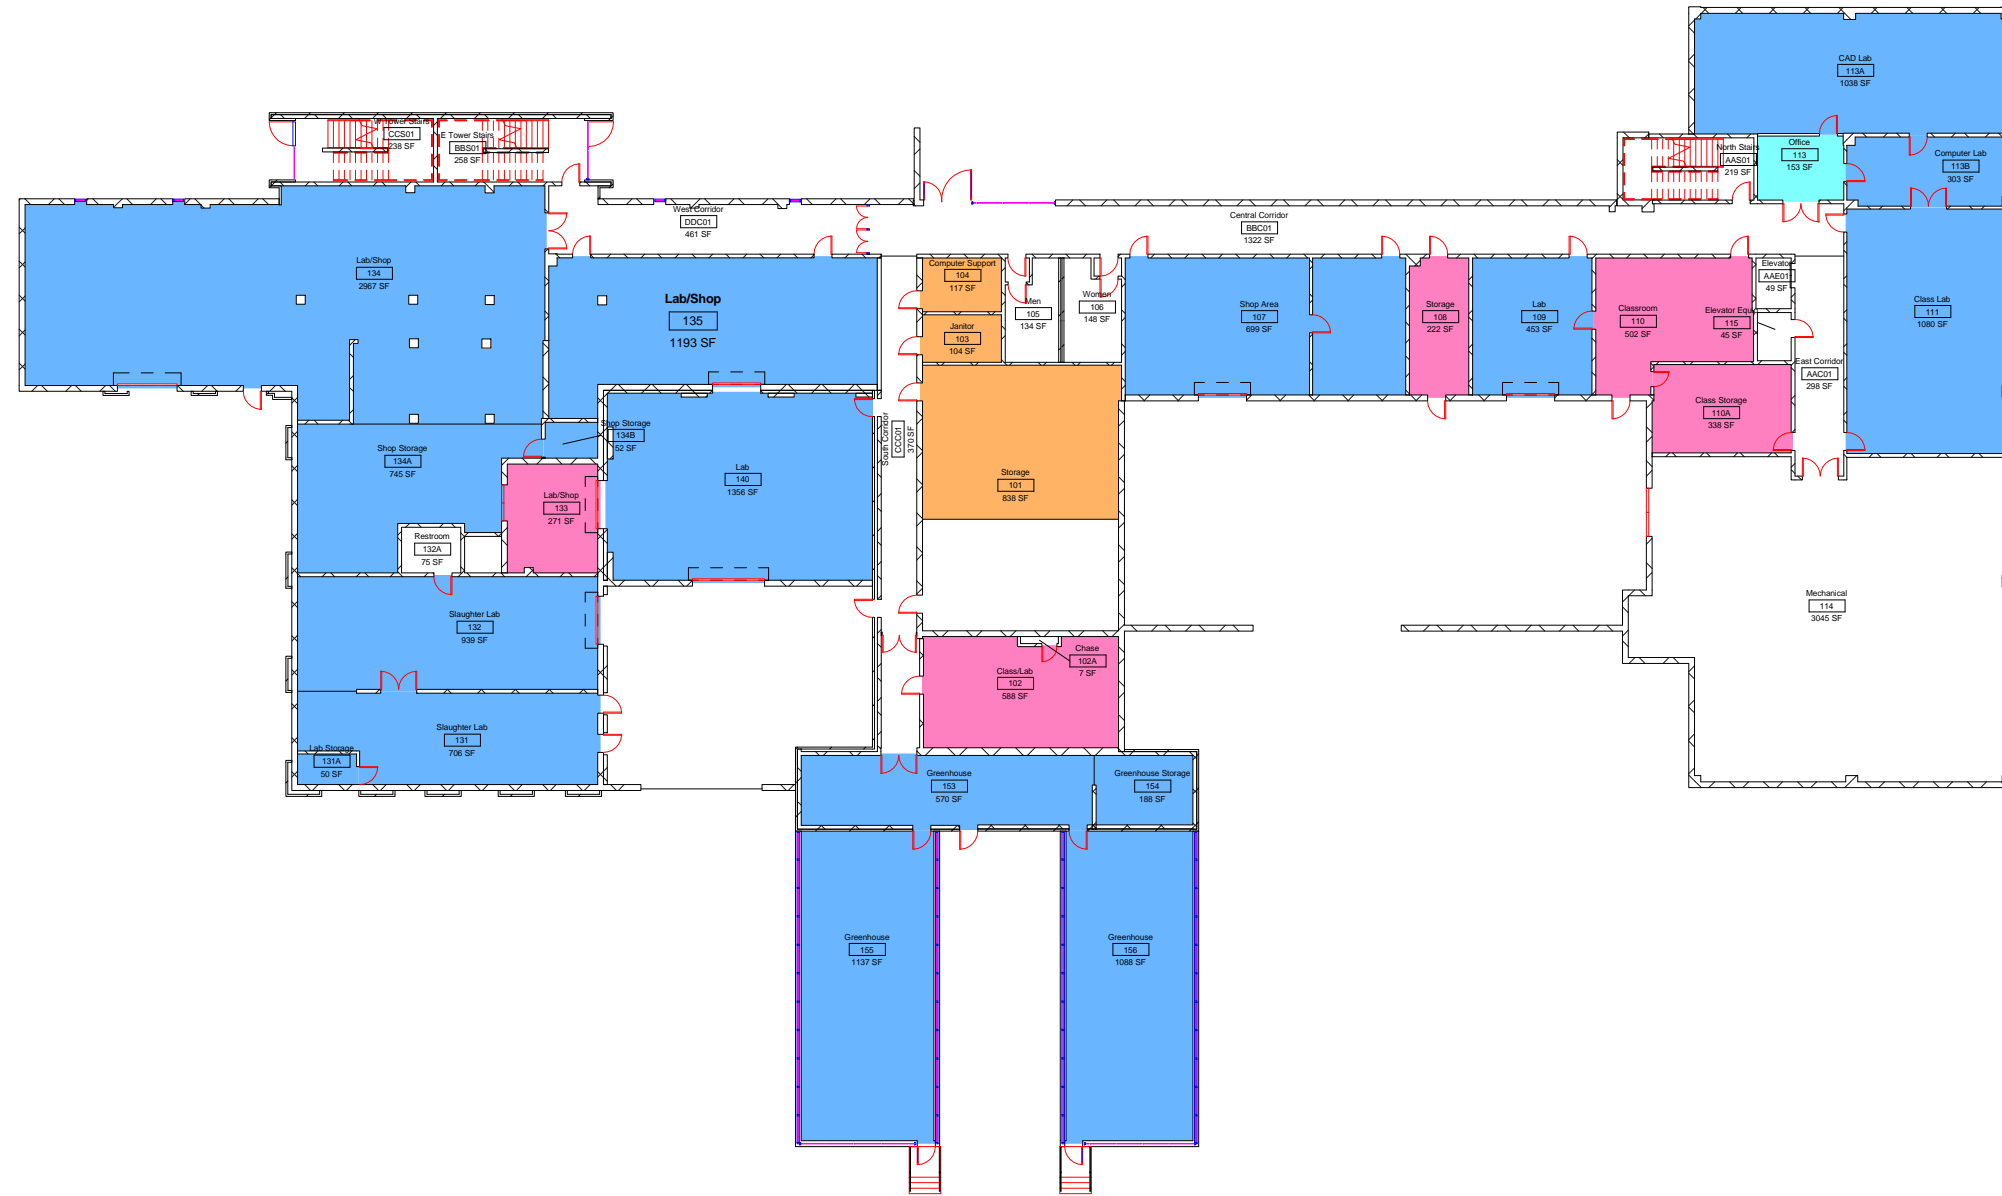 CAD Lab
113A
1038 SF
W Tower Stairs
CCS01
238 SF
E Tower Stairs
BBS01
258 SF
North Stairs
AAS01
219 SF
Office
113
153 SF
Computer Lab
113B
303 SF
West Corridor
DDC01
461 SF
Central Corridor
BBC01
1322 SF
Lab/Shop
134
2967 SF
Lab/Shop
135
1193 SF
Computer Support
104
117 SF
Janitor
103
104 SF
Men
105
134 SF
Women
106
148 SF
Shop Area
107
699 SF
Storage
108
222 SF
Lab
109
453 SF
Classroom
110
502 SF
Elevator
AAE01
49 SF
Elevator Equ
115
45 SF
Class Lab
111
1080 SF
East Corridor
AAC01
298 SF
Class Storage
110A
338 SF
Shop Storage
134B
52 SF
Shop Storage
134A
745 SF
South Corridor
CCC01
370 SF
Lab
140
1356 SF
Storage
101
838 SF
Lab/Shop
133
271 SF
Restroom
132A
75 SF
Mechanical
114
3045 SF
Slaughter Lab
132
939 SF
Chase
102A
7 SF
Class/Lab
102
588 SF
Slaughter Lab
131
706 SF
Lab Storage
131A
50 SF
Greenhouse
153
570 SF
Greenhouse Storage
154
188 SF
Greenhouse
155
1137 SF
Greenhouse
156
1088 SF